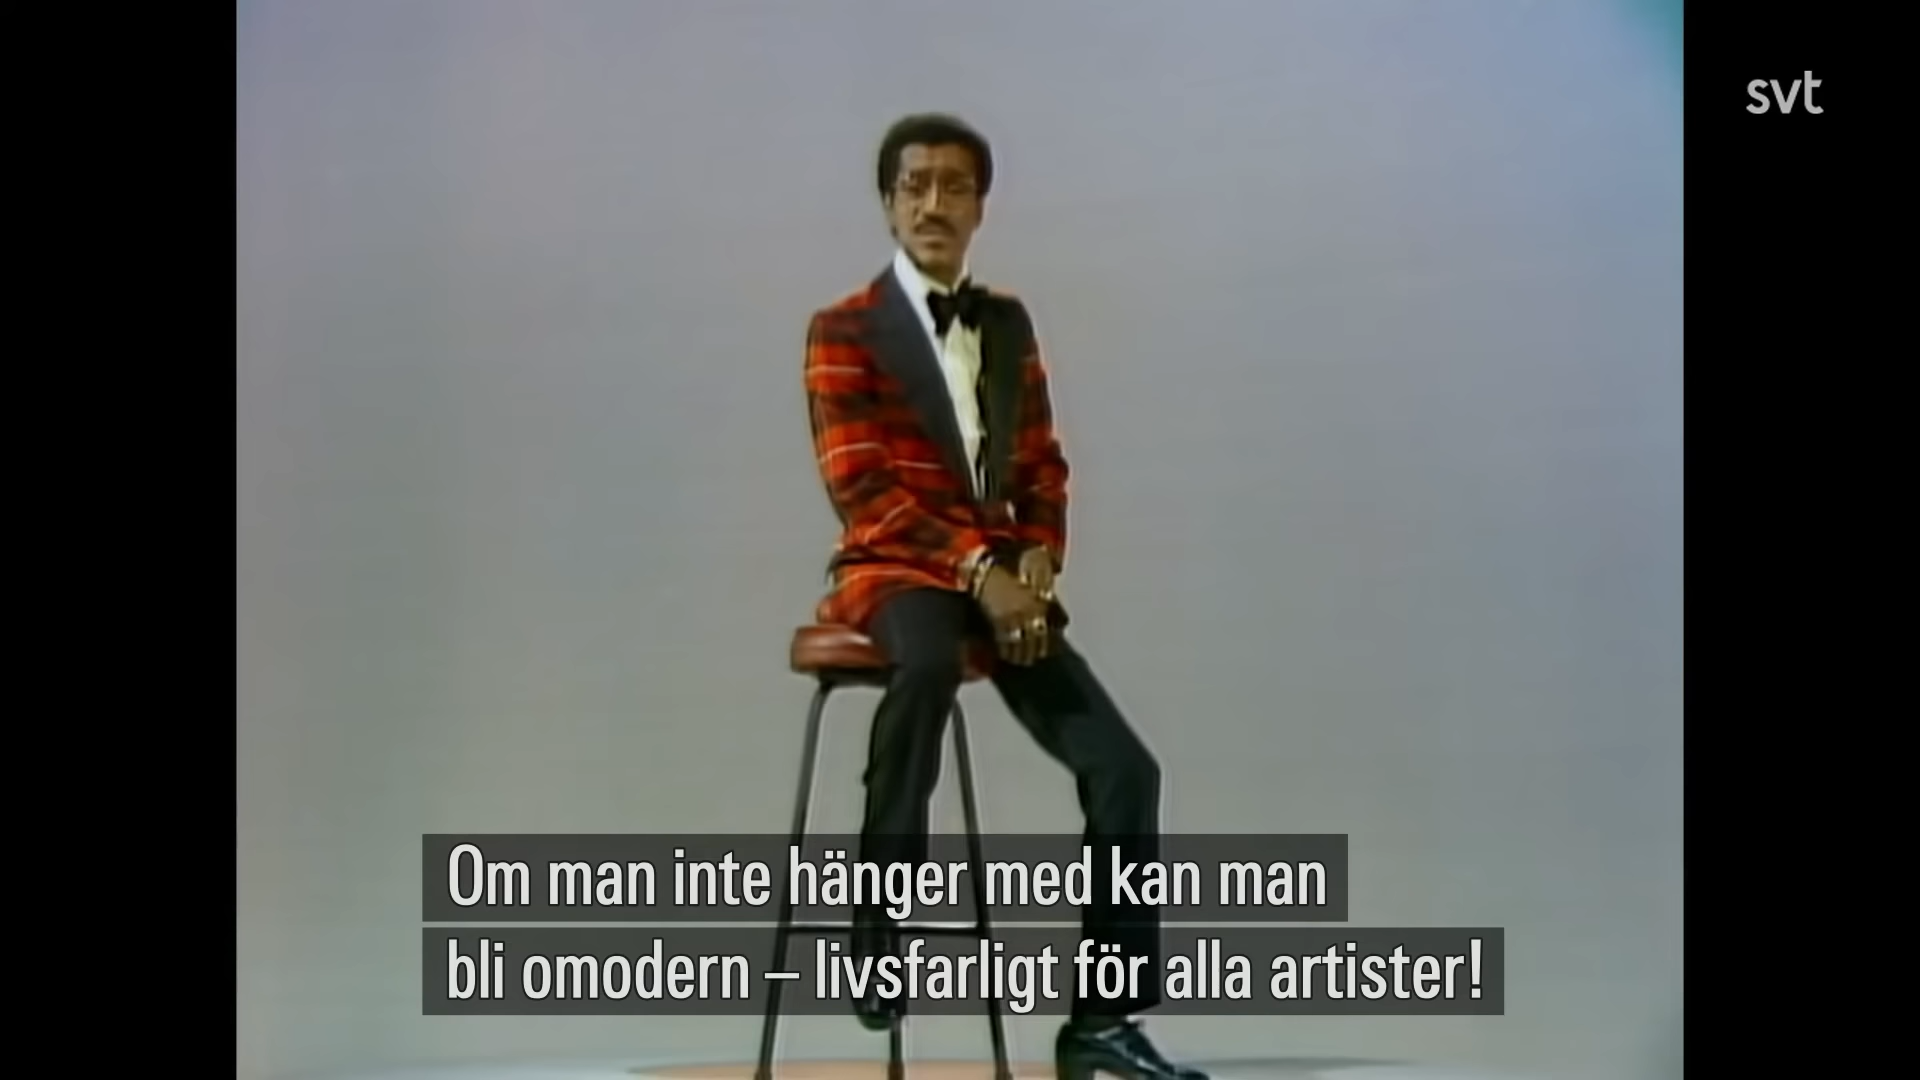 svt
Om man inte hänger med kan man
bli omodern – livsfarligt för alla artister!